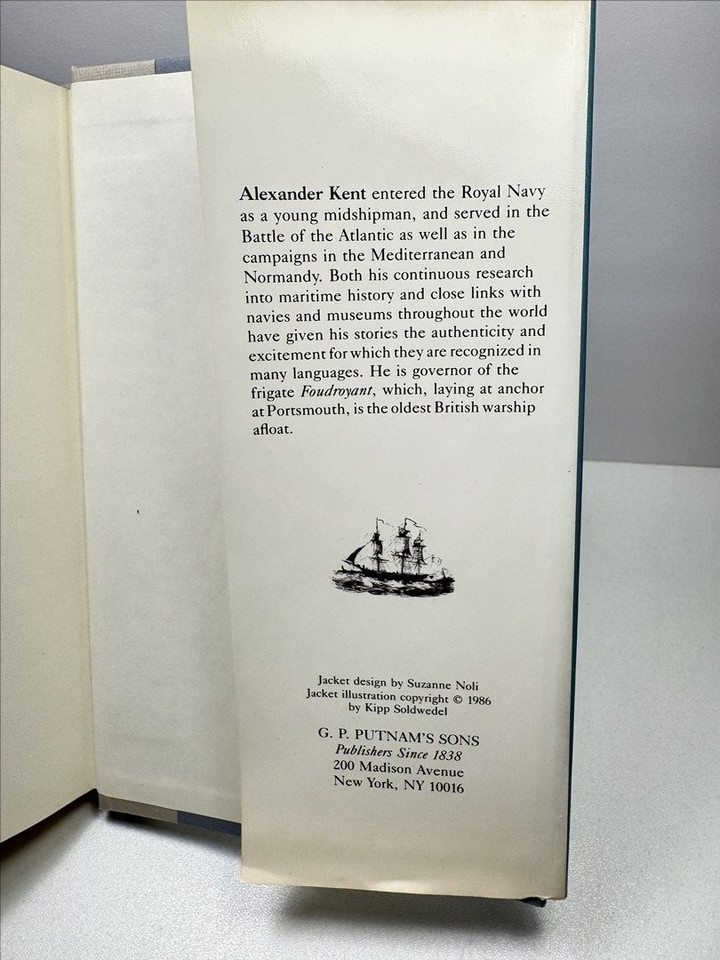 Alexander Kent entered the Royal Navy
as a young midshipman, and served in the
Battle of the Atlantic as well as in the
campaigns in the Mediterranean and
Normandy. Both his continuous research
into maritime history and close links with
navies and museums throughout the world
have given his stories the authenticity and
excitement for which they are recognized in
many languages. He is governor of the
frigate Foudroyant, which, laying at anchor
at Portsmouth, is the oldest British warship
afloat.
Jacket design by Suzanne Noli
Jacket illustration copyright © 1986
by Kipp Soldwedel
G. P. PUTNAM'S SONS
Publishers Since 1838
200 Madison Avenue
New York, NY 10016